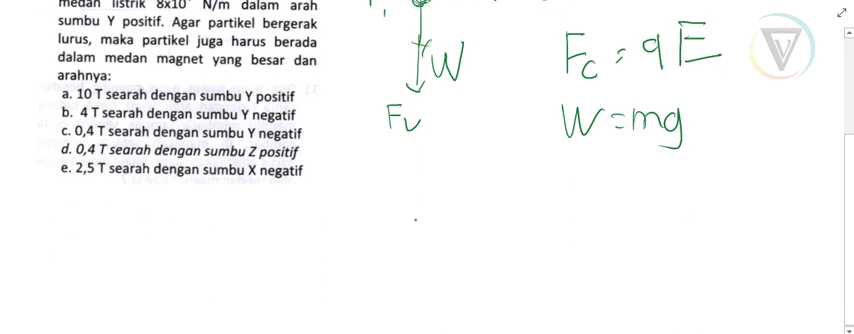 medan listrik 8x10 N/m dalam arah
sumbu Y positif. Agar partikel bergerak
lurus, maka partikel juga harus berada
dalam medan magnet yang besar dan
arahnya:
a. 10 T searah dengan sumbu Y positif
b. 4 T searah dengan sumbu Y negatif
c. 0,4 T searah dengan sumbu Y negatif
d. 0,4 T searah dengan sumbu Z positif
e. 2,5 T searah dengan sumbu X negatif
W
Fv
Fc = qE
W = mg